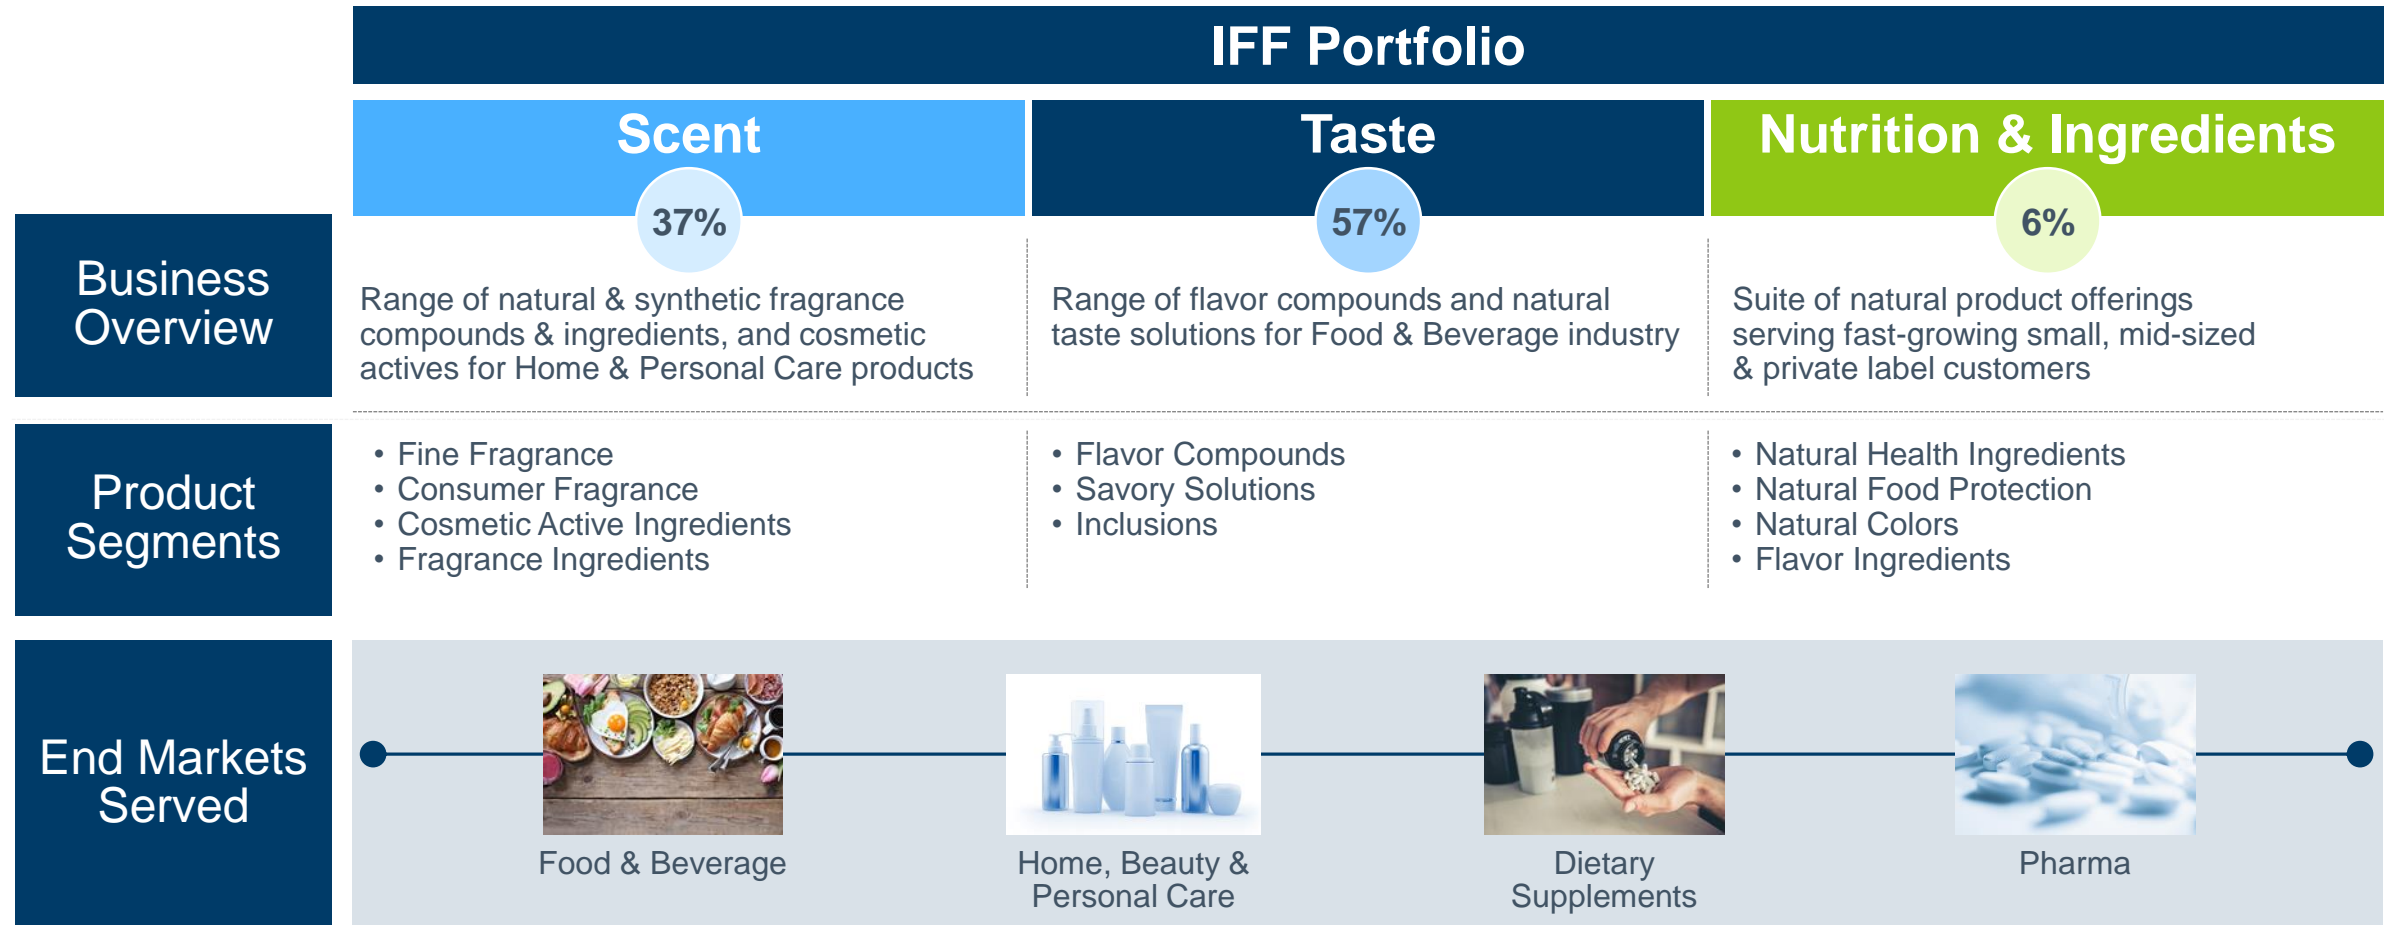 IFF Portfolio
Scent
Taste
Nutrition & Ingredients
37%
57%
6%
Business
Overview
Range of natural & synthetic fragrance
compounds & ingredients, and cosmetic
actives for Home & Personal Care products
Range of flavor compounds and natural
taste solutions for Food & Beverage industry
Suite of natural product offerings
serving fast-growing small, mid-sized
& private label customers
Product
Segments
• Fine Fragrance
• Consumer Fragrance
• Cosmetic Active Ingredients
• Fragrance Ingredients
• Flavor Compounds
• Savory Solutions
• Inclusions
• Natural Health Ingredients
• Natural Food Protection
• Natural Colors
• Flavor Ingredients
End Markets
Served
Food & Beverage
Home, Beauty &
Personal Care
Dietary
Supplements
Pharma